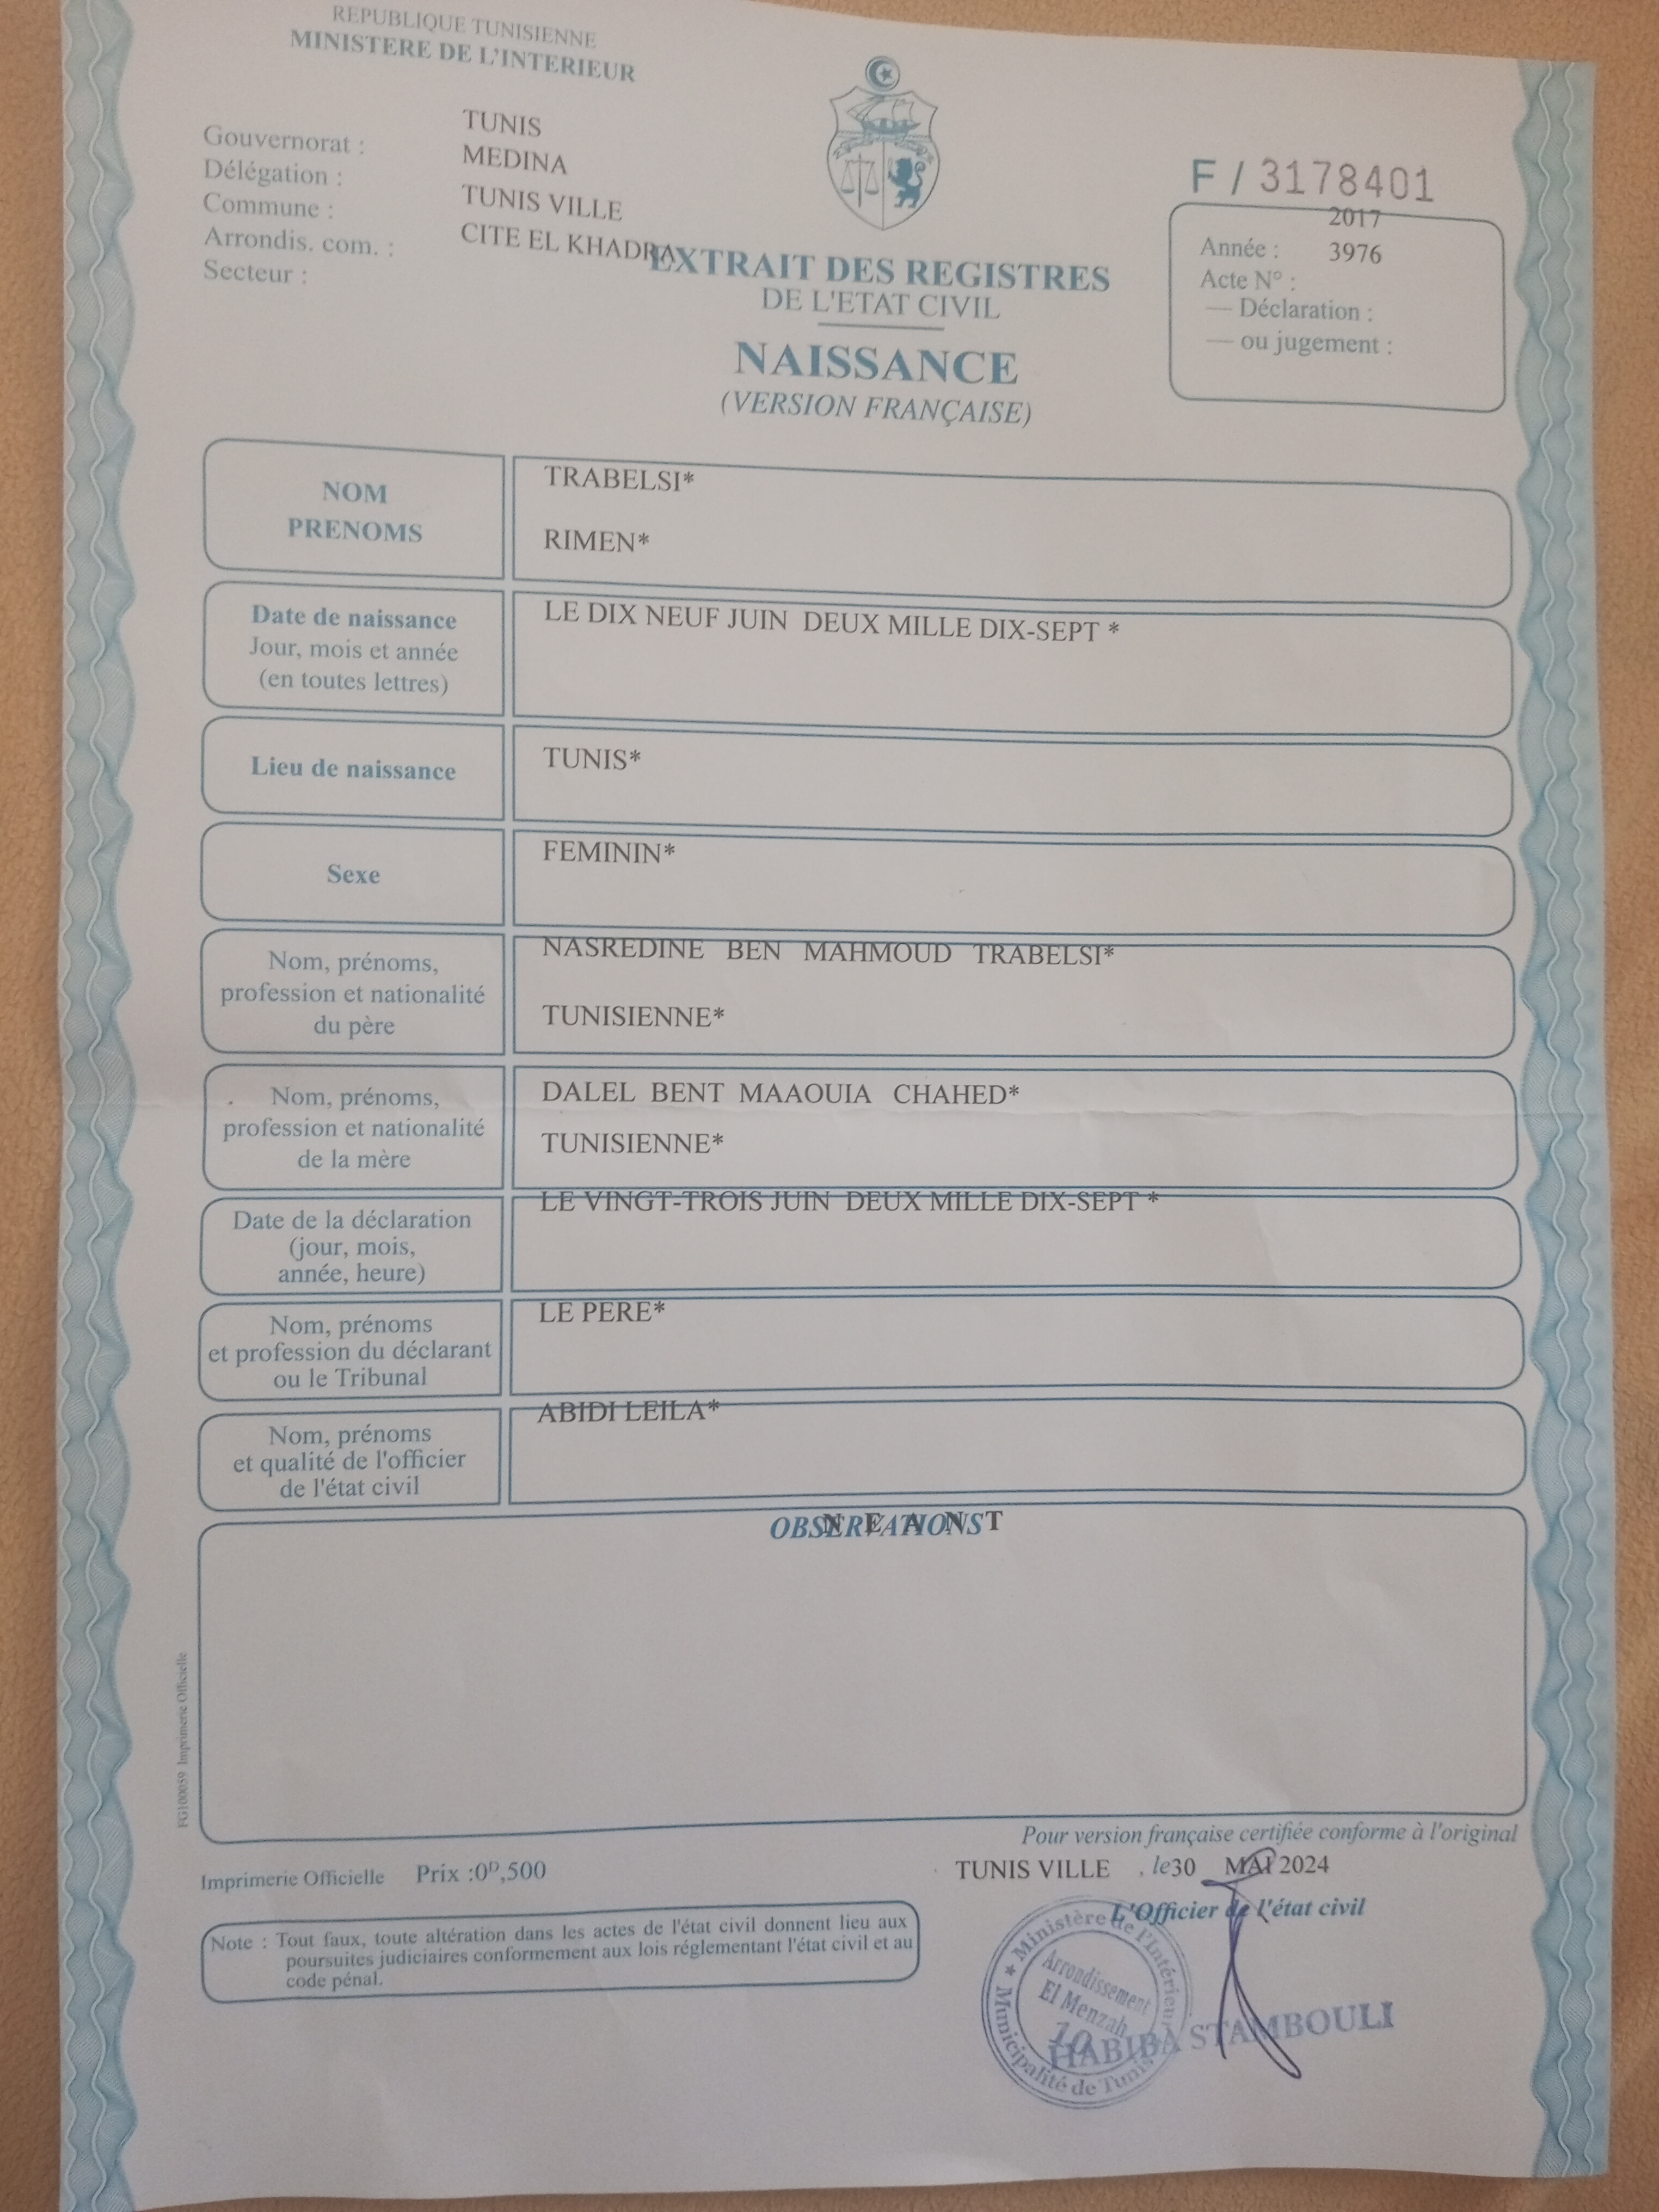 REPUBLIQUE TUNISIENNE
MINISTERE DE L'INTERIEUR
Gouvernorat : TUNIS
Délégation : MEDINA
Commune : TUNIS VILLE
Arrondis. com. : CITE EL KHADRA
Secteur :
F / 3178401
2017
Année : 3976
Acte N° :
— Déclaration :
— ou jugement :
EXTRAIT DES REGISTRES
DE L'ETAT CIVIL
NAISSANCE
(VERSION FRANÇAISE)
NOM
PRENOMS
TRABELSI*
RIMEN*
Date de naissance
Jour, mois et année
(en toutes lettres)
LE DIX NEUF JUIN DEUX MILLE DIX-SEPT *
Lieu de naissance
TUNIS*
Sexe
FEMININ*
Nom, prénoms,
profession et nationalité
du père
NASREDINE BEN MAHMOUD TRABELSI*
TUNISIENNE*
Nom, prénoms,
profession et nationalité
de la mère
DALEL BENT MAAOUIA CHAHED*
TUNISIENNE*
Date de la déclaration
(jour, mois,
année, heure)
LE VINGT-TROIS JUIN DEUX MILLE DIX-SEPT *
Nom, prénoms
et profession du déclarant
ou le Tribunal
LE PERE*
Nom, prénoms
et qualité de l'officier
de l'état civil
ABIDI LEILA*
OBSERVATIONS
N E A N T
FG100059 Imprimerie Officielle
Pour version française certifiée conforme à l'original
Imprimerie Officielle Prix :0ᴰ,500
TUNIS VILLE , le 30 MAI 2024
L'Officier de l'état civil
Note : Tout faux, toute altération dans les actes de l'état civil donnent lieu aux
poursuites judiciaires conformement aux lois réglementant l'état civil et au
code pénal.
★ Ministère de l'Intérieur
Municipalité de Tunis
Arrondissement
El Menzah
10
HABIBA STAMBOULI